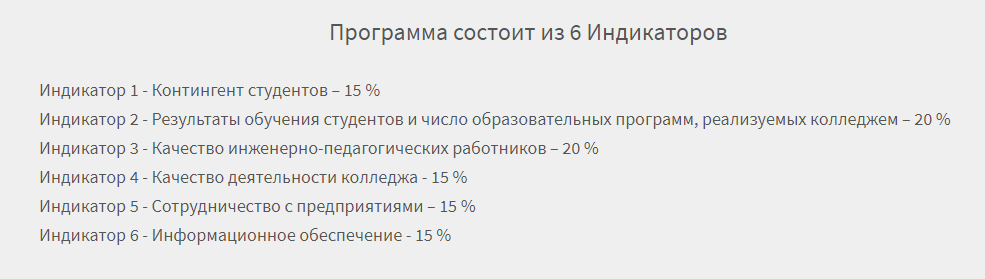 Программа состоит из 6 Индикаторов
Индикатор 1 - Контингент студентов – 15 %
Индикатор 2 - Результаты обучения студентов и число образовательных программ, реализуемых колледжем – 20 %
Индикатор 3 - Качество инженерно-педагогических работников – 20 %
Индикатор 4 - Качество деятельности колледжа - 15 %
Индикатор 5 - Сотрудничество с предприятиями – 15 %
Индикатор 6 - Информационное обеспечение - 15 %